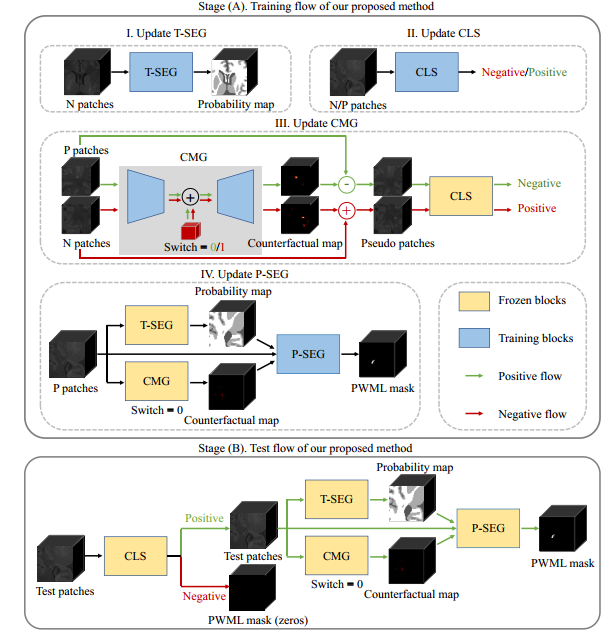 Stage (A). Training flow of our proposed method
I. Update T-SEG
T-SEG
N patches
Probability map
II. Update CLS
CLS
Negative/Positive
N/P patches
III. Update CMG
P patches
CMG
N patches
Switch = 0/1
Counterfactual map
-
+
+
Pseudo patches
CLS
Negative
Positive
IV. Update P-SEG
Probability map
T-SEG
P patches
CMG
Switch = 0
Counterfactual map
P-SEG
PWML mask
Frozen blocks
Training blocks
Positive flow
Negative flow
Stage (B). Test flow of our proposed method
Test patches
CLS
Positive
Negative
Test patches
PWML mask (zeros)
T-SEG
Probability map
CMG
Switch = 0
Counterfactual map
P-SEG
PWML mask